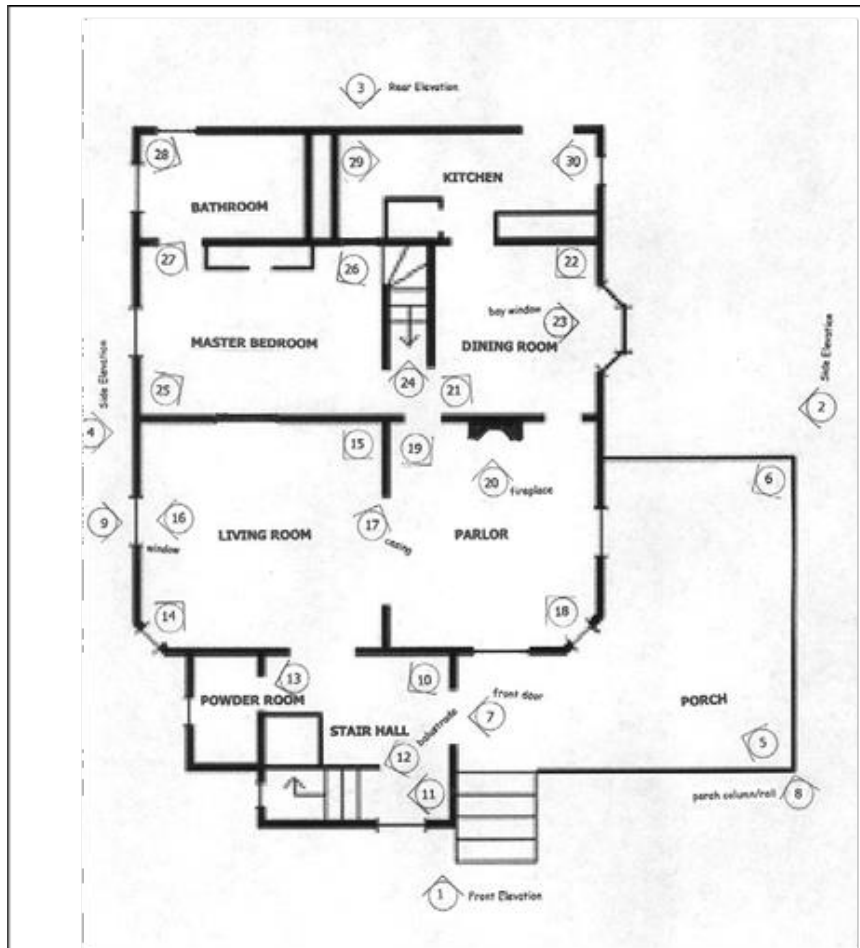 3 Rear Elevation
28
29
30
KITCHEN
BATHROOM
27
26
22
bay window
23
MASTER BEDROOM
DINING ROOM
Side Elevation
Side Elevation
25
24
21
2
4
15
19
6
20
fireplace
9
16
17
window
LIVING ROOM
casing
PARLOR
14
18
13
10
front door
POWDER ROOM
7
PORCH
STAIR HALL
balustrade
12
5
11
porch column/rail
8
1 Front Elevation